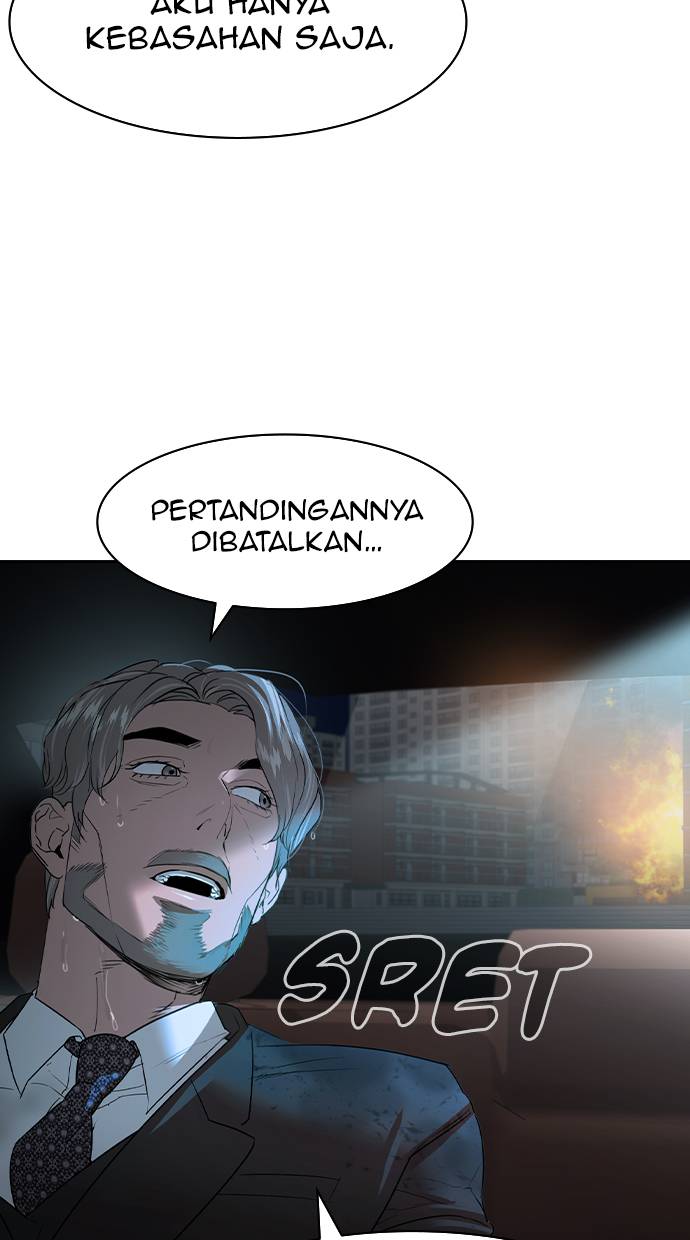 AKU HANYA
KEBASAHAN SAJA.
PERTANDINGANNYA
DIBATALKAN...
SRET